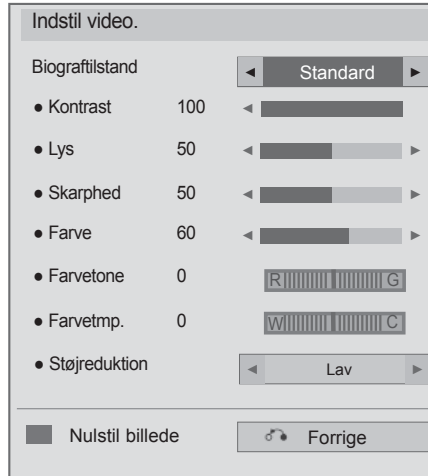 Indstil video.
Biograftilstand ◄ Standard ►
● Kontrast 100 ◄
● Lys 50 ◄ ►
● Skarphed 50 ◄ ►
● Farve 60 ◄ ►
● Farvetone 0 R G
● Farvetmp. 0 W C
● Støjreduktion ◄ Lav ►
Nulstil billede Forrige